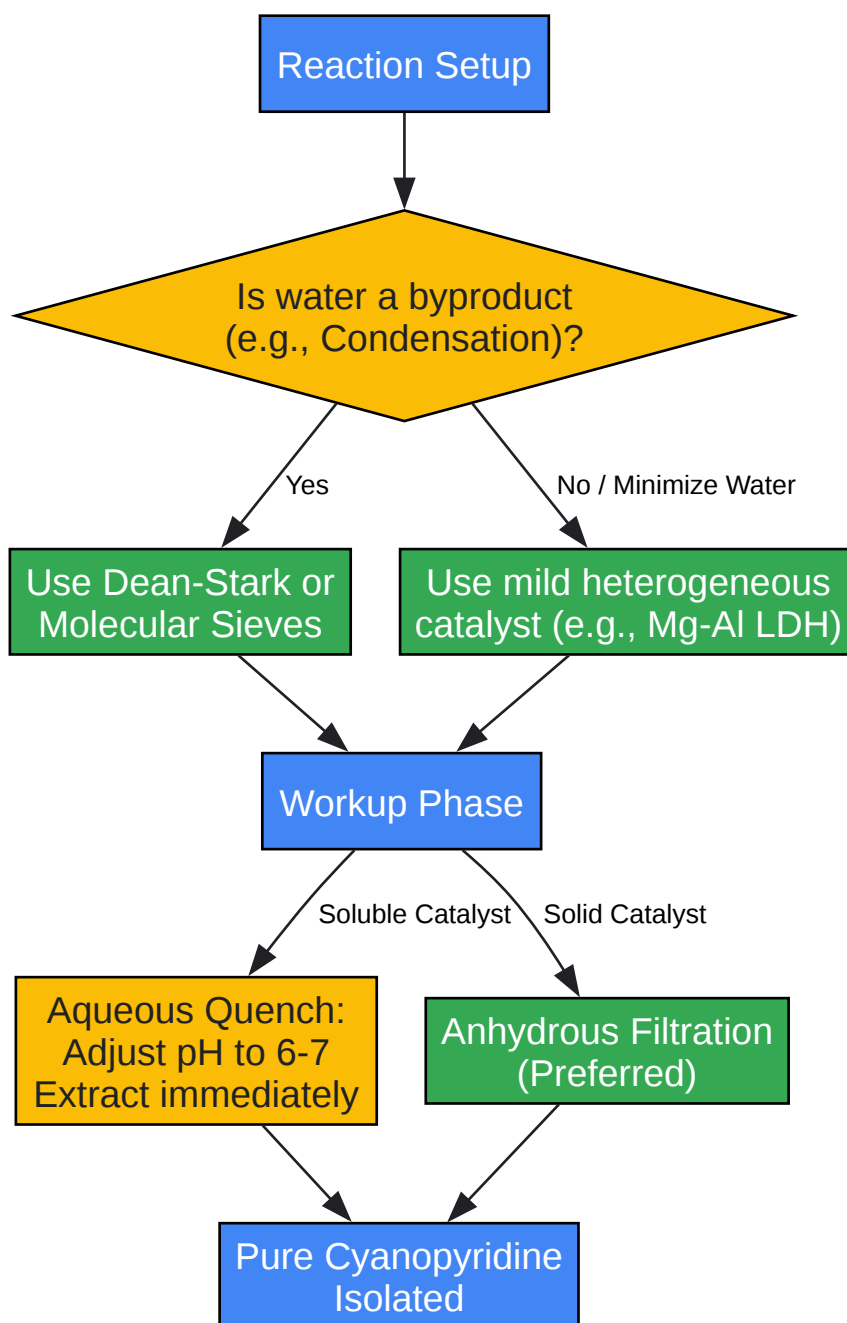 Reaction Setup
Is water a byproduct
(e.g., Condensation)?
Yes
No / Minimize Water
Use Dean-Stark or
Molecular Sieves
Use mild heterogeneous
catalyst (e.g., Mg-Al LDH)
Workup Phase
Soluble Catalyst
Solid Catalyst
Aqueous Quench:
Adjust pH to 6-7
Extract immediately
Anhydrous Filtration
(Preferred)
Pure Cyanopyridine
Isolated